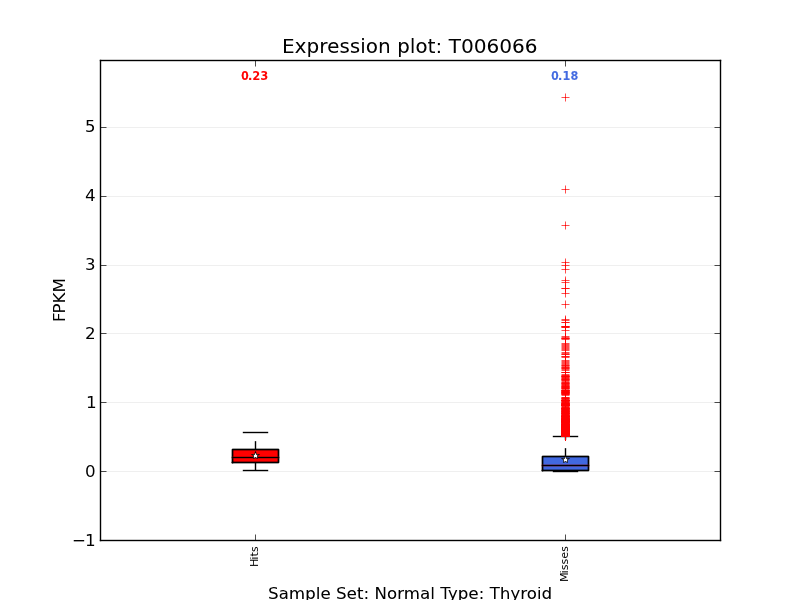 Expression plot: T006066
0.23
0.18
5
4
3
2
1
0
−1
FPKM
Hits
Misses
Sample Set: Normal Type: Thyroid